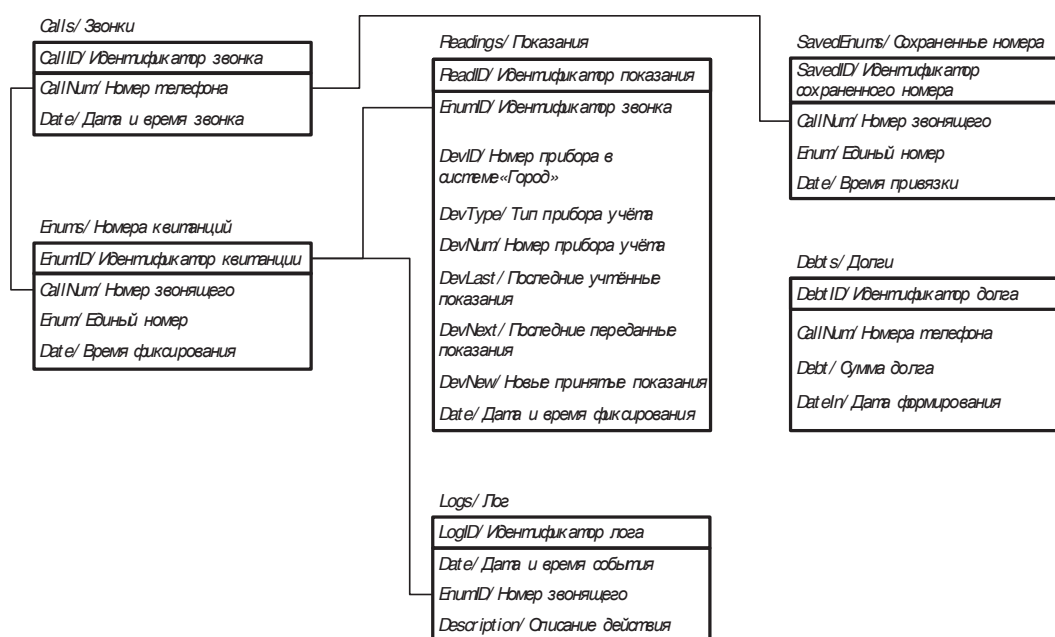 Calls/ Звонки
CallID/ Идентификатор звонка
CallNum/ Номер телефона
Date/ Дата и время звонка
Enums/ Номера квитанций
EnumID/ Идентификатор квитанции
CallNum/ Номер звонящего
Enum/ Единый номер
Date/ Время фиксирования
Readings/ Показания
ReadID/ Идентификатор показания
EnumID/ Идентификатор звонка
DevID/ Номер прибора в
системе«Город»
DevType/ Тип прибора учёта
DevNum/ Номер прибора учёта
DevLast/ Последние учтённые
показания
DevNext/ Последние переданные
показания
DevNew/ Новые принятые показания
Date/ Дата и время фиксирования
Logs/ Лог
LogID/ Идентификатор лога
Date/ Дата и время события
EnumID/ Номер звонящего
Description/ Описание действия
SavedEnums/ Сохраненные номера
SavedID/ Идентификатор
сохраненного номера
CallNum/ Номер звонящего
Enum/ Единый номер
Date/ Время привязки
Debts/ Долги
DebtID/ Идентификатор долга
CallNum/ Номера телефона
Debt/ Сумма долга
DateIn/ Дата формирования